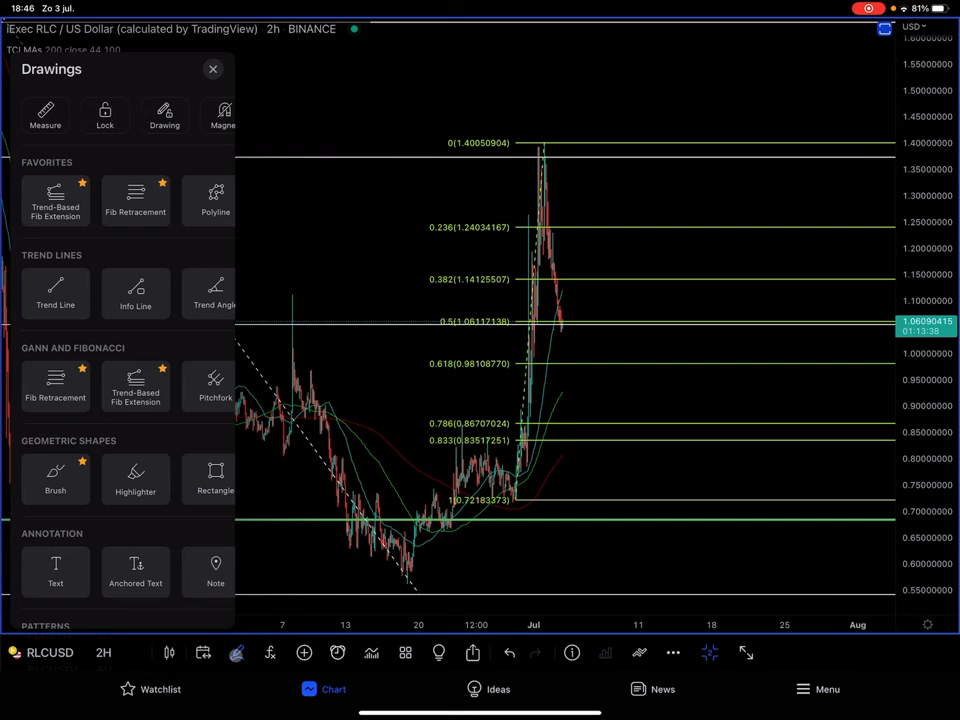 18:46 Zo 3 jul.
81%
iExec RLC / US Dollar (calculated by TradingView) · 2h · BINANCE
USD
TCI MAs 200 close 44 100
Drawings
Measure
Lock
Drawing
Magne
FAVORITES
Trend-Based
Fib Extension
Fib Retracement
Polyline
TREND LINES
Trend Line
Info Line
Trend Angle
GANN AND FIBONACCI
Fib Retracement
Trend-Based
Fib Extension
Pitchfork
GEOMETRIC SHAPES
Brush
Highlighter
Rectangle
ANNOTATION
Text
Anchored Text
Note
PATTERNS
0(1.40050904)
0.236(1.24034167)
0.382(1.14125507)
0.5(1.06117138)
0.618(0.98108770)
0.786(0.86707024)
0.833(0.83517251)
1(0.72183373)
1.60000000
1.55000000
1.50000000
1.45000000
1.40000000
1.35000000
1.30000000
1.25000000
1.20000000
1.15000000
1.10000000
1.06090415
01:13:38
1.00000000
0.95000000
0.90000000
0.85000000
0.80000000
0.75000000
0.70000000
0.65000000
0.60000000
0.55000000
7
13
20
12:00
Jul
11
18
25
Aug
RLCUSD
2H
Watchlist
Chart
Ideas
News
Menu